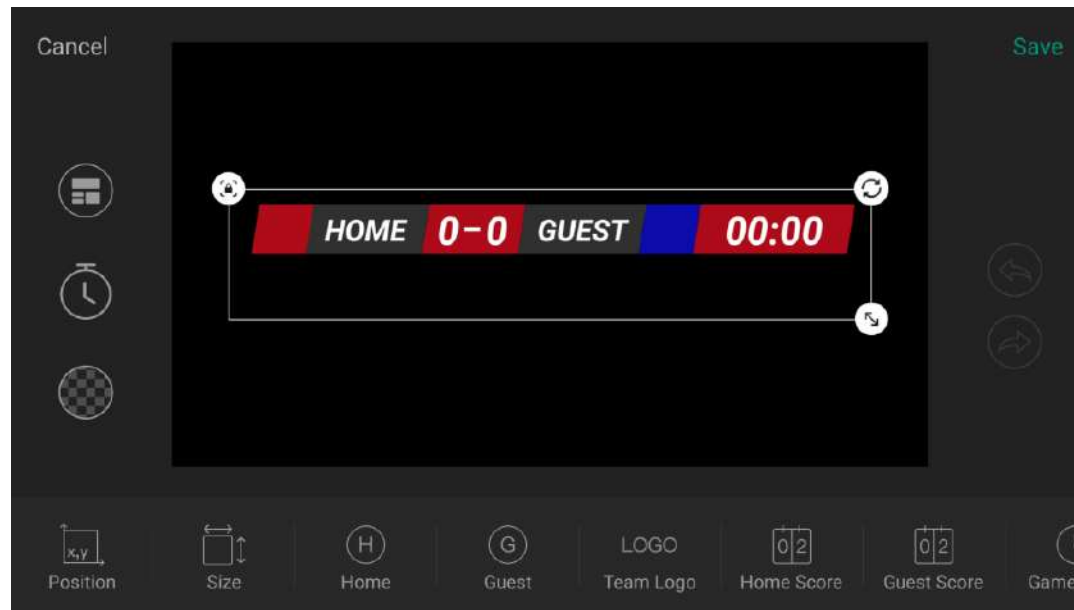 Cancel
Save
HOME 0-0 GUEST 00:00
x,y
H
G
LOGO
0 2
0 2
Position
Size
Home
Guest
Team Logo
Home Score
Guest Score
Game